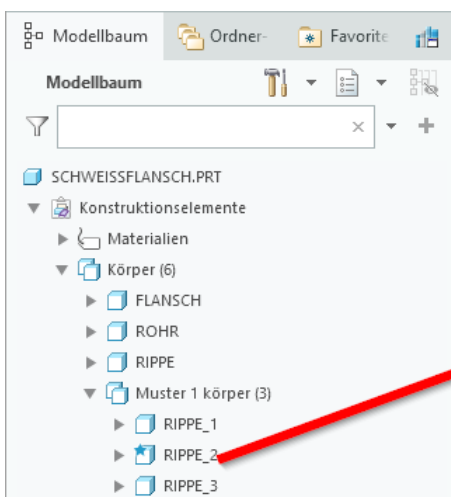 Modellbaum Ordner- Favorite
Modellbaum
SCHWEISSFLANSCH.PRT
Konstruktionselemente
Materialien
Körper (6)
FLANSCH
ROHR
RIPPE
Muster 1 körper (3)
RIPPE_1
RIPPE_2
RIPPE_3